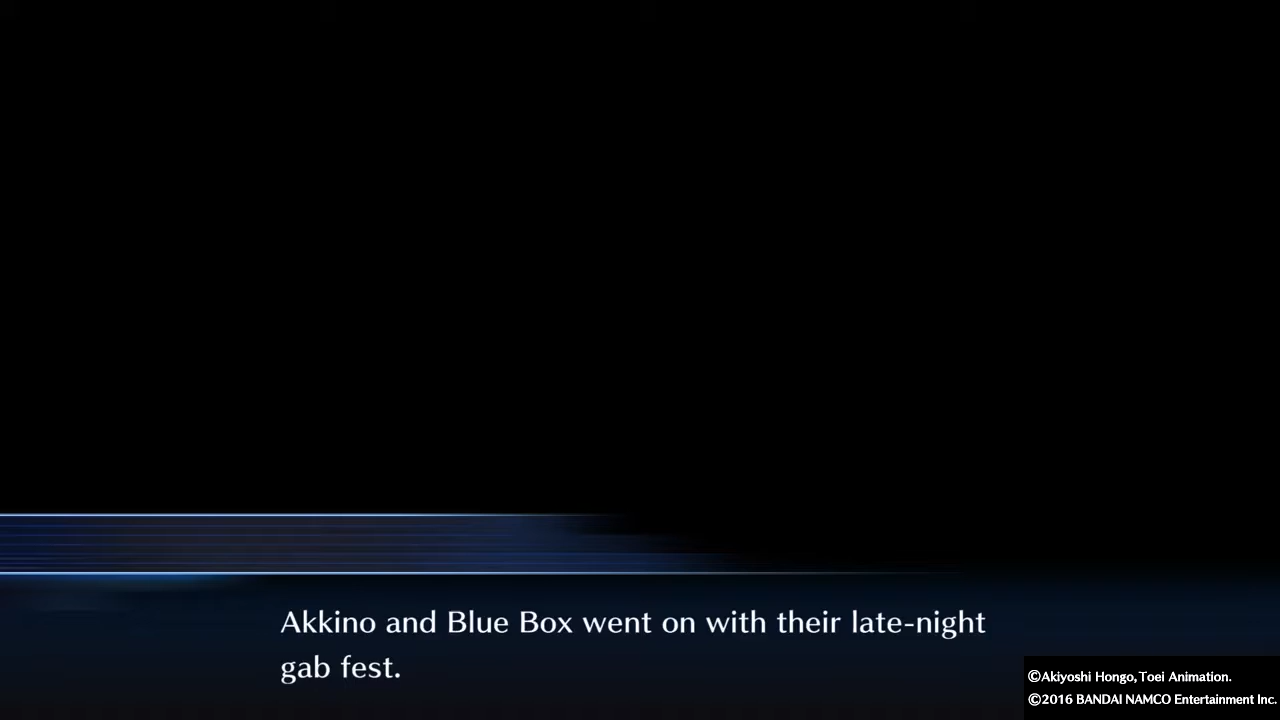 Akkino and Blue Box went on with their late-night
gab fest.
©Akiyoshi Hongo, Toei Animation.
©2016 BANDAI NAMCO Entertainment Inc.